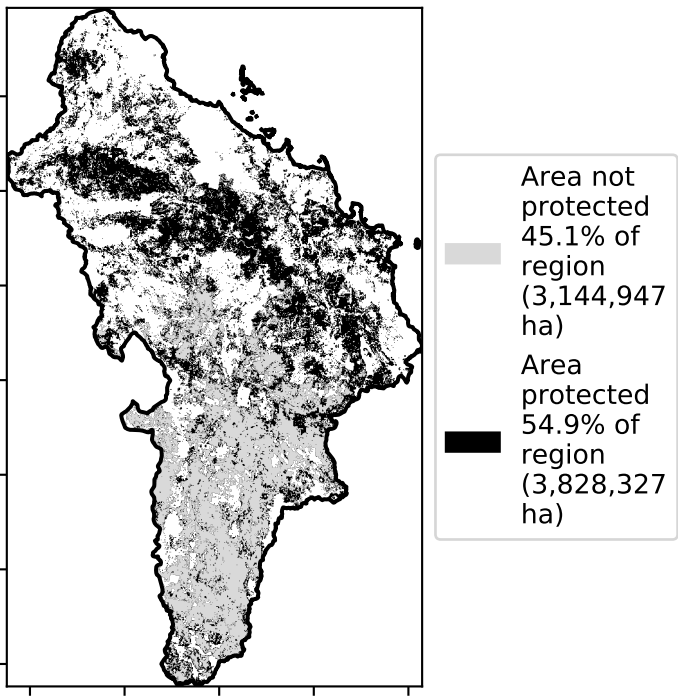 Area not
protected
45.1% of
region
(3,144,947
ha)
Area
protected
54.9% of
region
(3,828,327
ha)